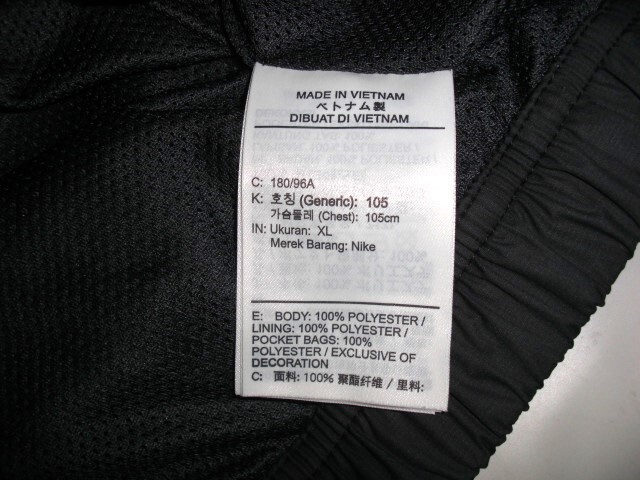 MADE IN VIETNAM
ベトナム製
DIBUAT DI VIETNAM
C: 180/96A
K: 호칭 (Generic): 105
가슴둘레 (Chest): 105cm
IN: Ukuran: XL
Merek Barang: Nike
E: BODY: 100% POLYESTER /
LINING: 100% POLYESTER /
POCKET BAGS: 100%
POLYESTER / EXCLUSIVE OF
DECORATION
C: 面料: 100% 聚酯纤维 / 里料: